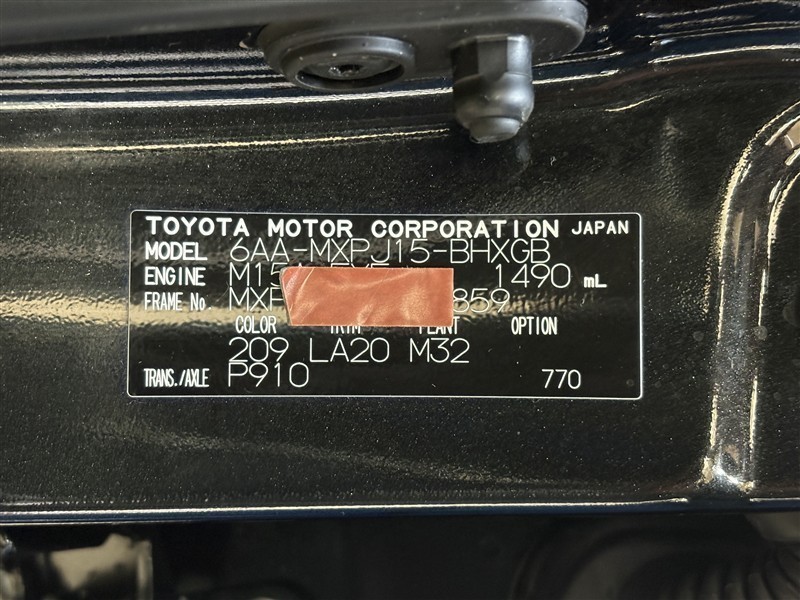 TOYOTA MOTOR CORPORATION JAPAN
MODEL 6AA-MXPJ15-BHXGB
ENGINE 1490 mL
FRAME No. 859
COLOR TRIM PLANT OPTION
209 LA20 M32
TRANS./AXLE P910 770